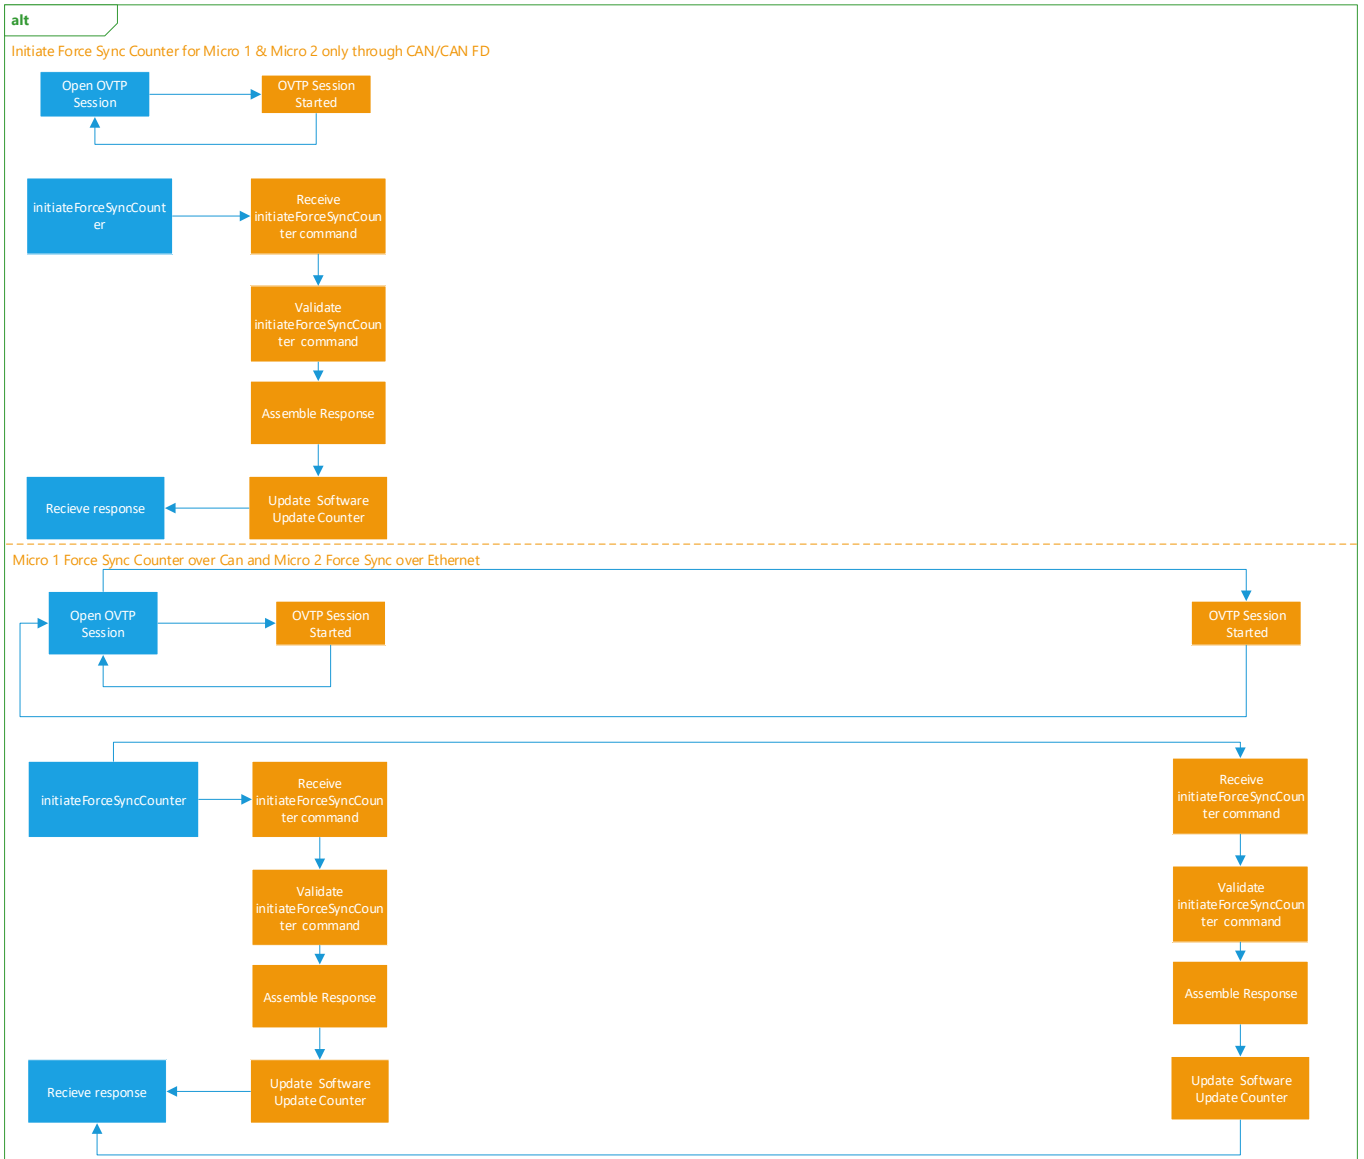 alt
Initiate Force Sync Counter for Micro 1 & Micro 2 only through CAN/CAN FD
Open OVTP
Session
OVTP Session
Started
initiateForceSyncCount
er
Receive
initiateForceSyncCoun
ter command
Validate
initiateForceSyncCoun
ter command
Assemble Response
Recieve response
Update Software
Update Counter
Micro 1 Force Sync Counter over Can and Micro 2 Force Sync over Ethernet
Open OVTP
Session
OVTP Session
Started
OVTP Session
Started
initiateForceSyncCounter
Receive
initiateForceSyncCoun
ter command
Receive
initiateForceSyncCoun
ter command
Validate
initiateForceSyncCoun
ter command
Validate
initiateForceSyncCoun
ter command
Assemble Response
Assemble Response
Recieve response
Update Software
Update Counter
Update Software
Update Counter